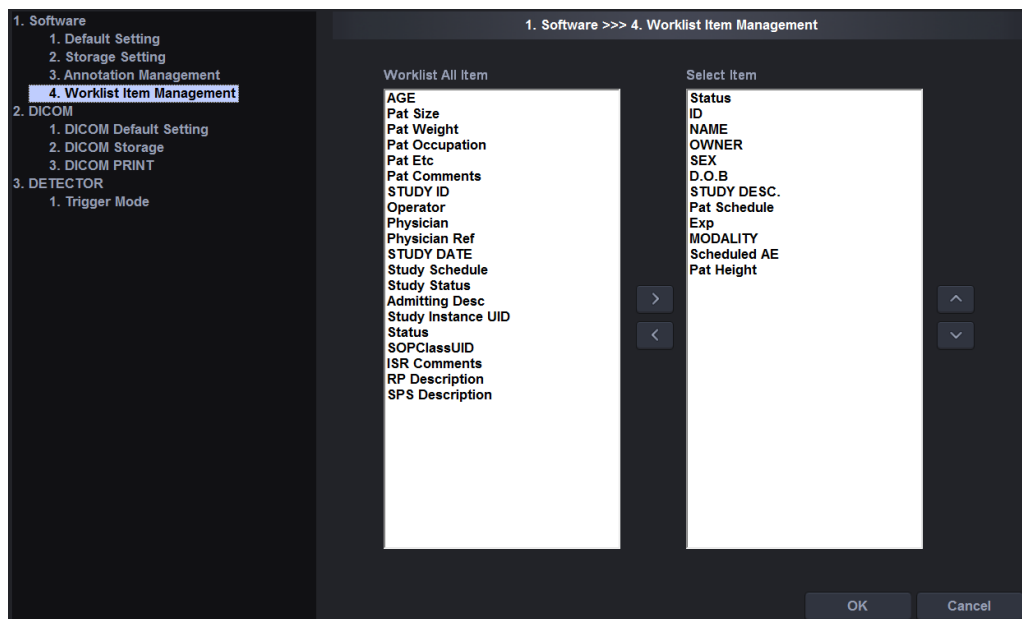 1. Software
1. Default Setting
2. Storage Setting
3. Annotation Management
4. Worklist Item Management
2. DICOM
1. DICOM Default Setting
2. DICOM Storage
3. DICOM PRINT
3. DETECTOR
1. Trigger Mode
1. Software >>> 4. Worklist Item Management
Worklist All Item
AGE
Pat Size
Pat Weight
Pat Occupation
Pat Etc
Pat Comments
STUDY ID
Operator
Physician
Physician Ref
STUDY DATE
Study Schedule
Study Status
Admitting Desc
Study Instance UID
Status
SOPClassUID
ISR Comments
RP Description
SPS Description
Select Item
Status
ID
NAME
OWNER
SEX
D.O.B
STUDY DESC.
Pat Schedule
Exp
MODALITY
Scheduled AE
Pat Height
OK
Cancel